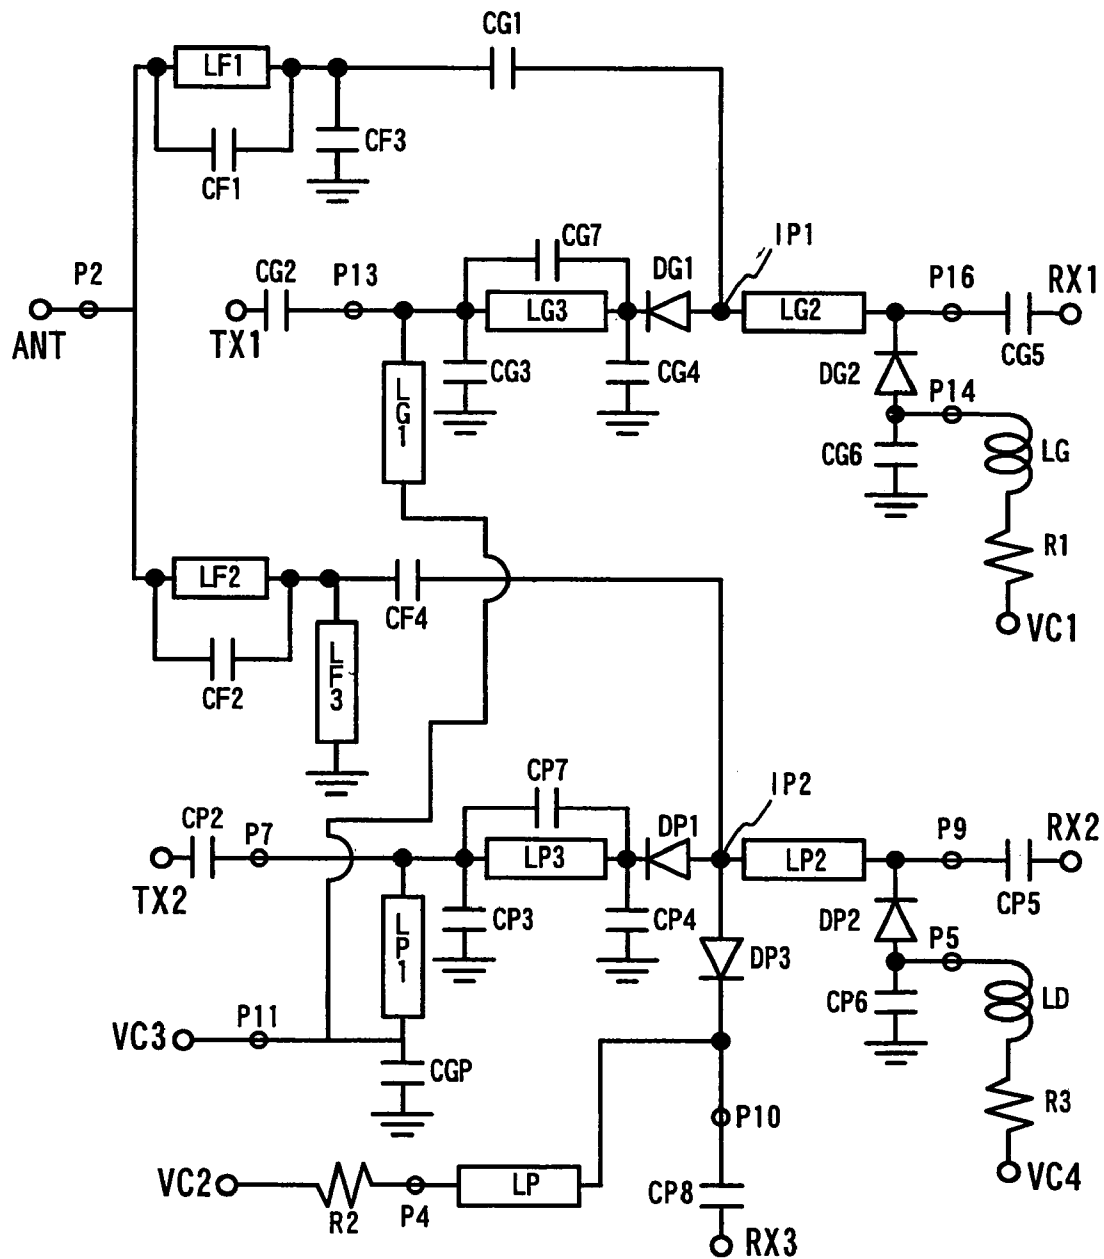 CG1
LF1
CF3
CF1
CG7
IP1
P2
CG2
P13
DG1
P16
RX1
ANT
TX1
LG3
LG2
CG5
CG3
CG4
DG2
P14
LG1
CG6
LG
R1
LF2
CF4
VC1
LF3
CF2
CP7
IP2
CP2
P7
DP1
P9
RX2
LP3
LP2
TX2
CP3
CP4
DP2
CP5
LP1
DP3
P5
CP6
LD
VC3
P11
CGP
R3
P10
VC2
LP
CP8
VC4
R2
P4
RX3